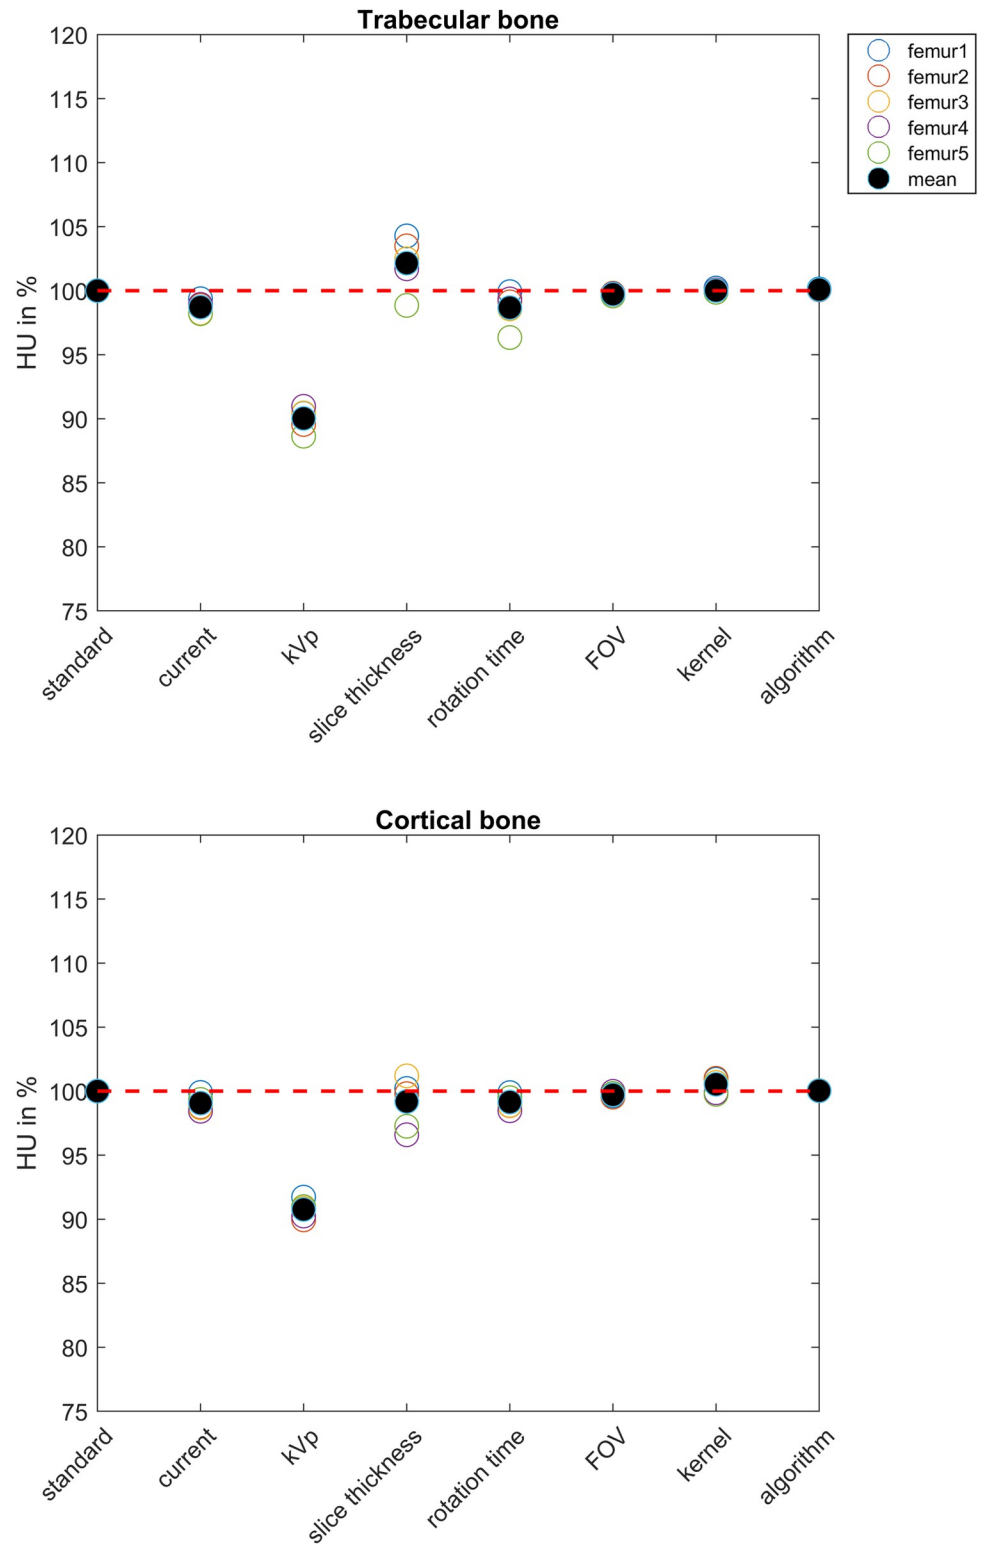 Trabecular bone
120
115
110
105
100
95
90
85
80
75
HU in %
standard
current
kVp
slice thickness
rotation time
FOV
kernel
algorithm
femur1
femur2
femur3
femur4
femur5
mean
Cortical bone
120
115
110
105
100
95
90
85
80
75
HU in %
standard
current
kVp
slice thickness
rotation time
FOV
kernel
algorithm